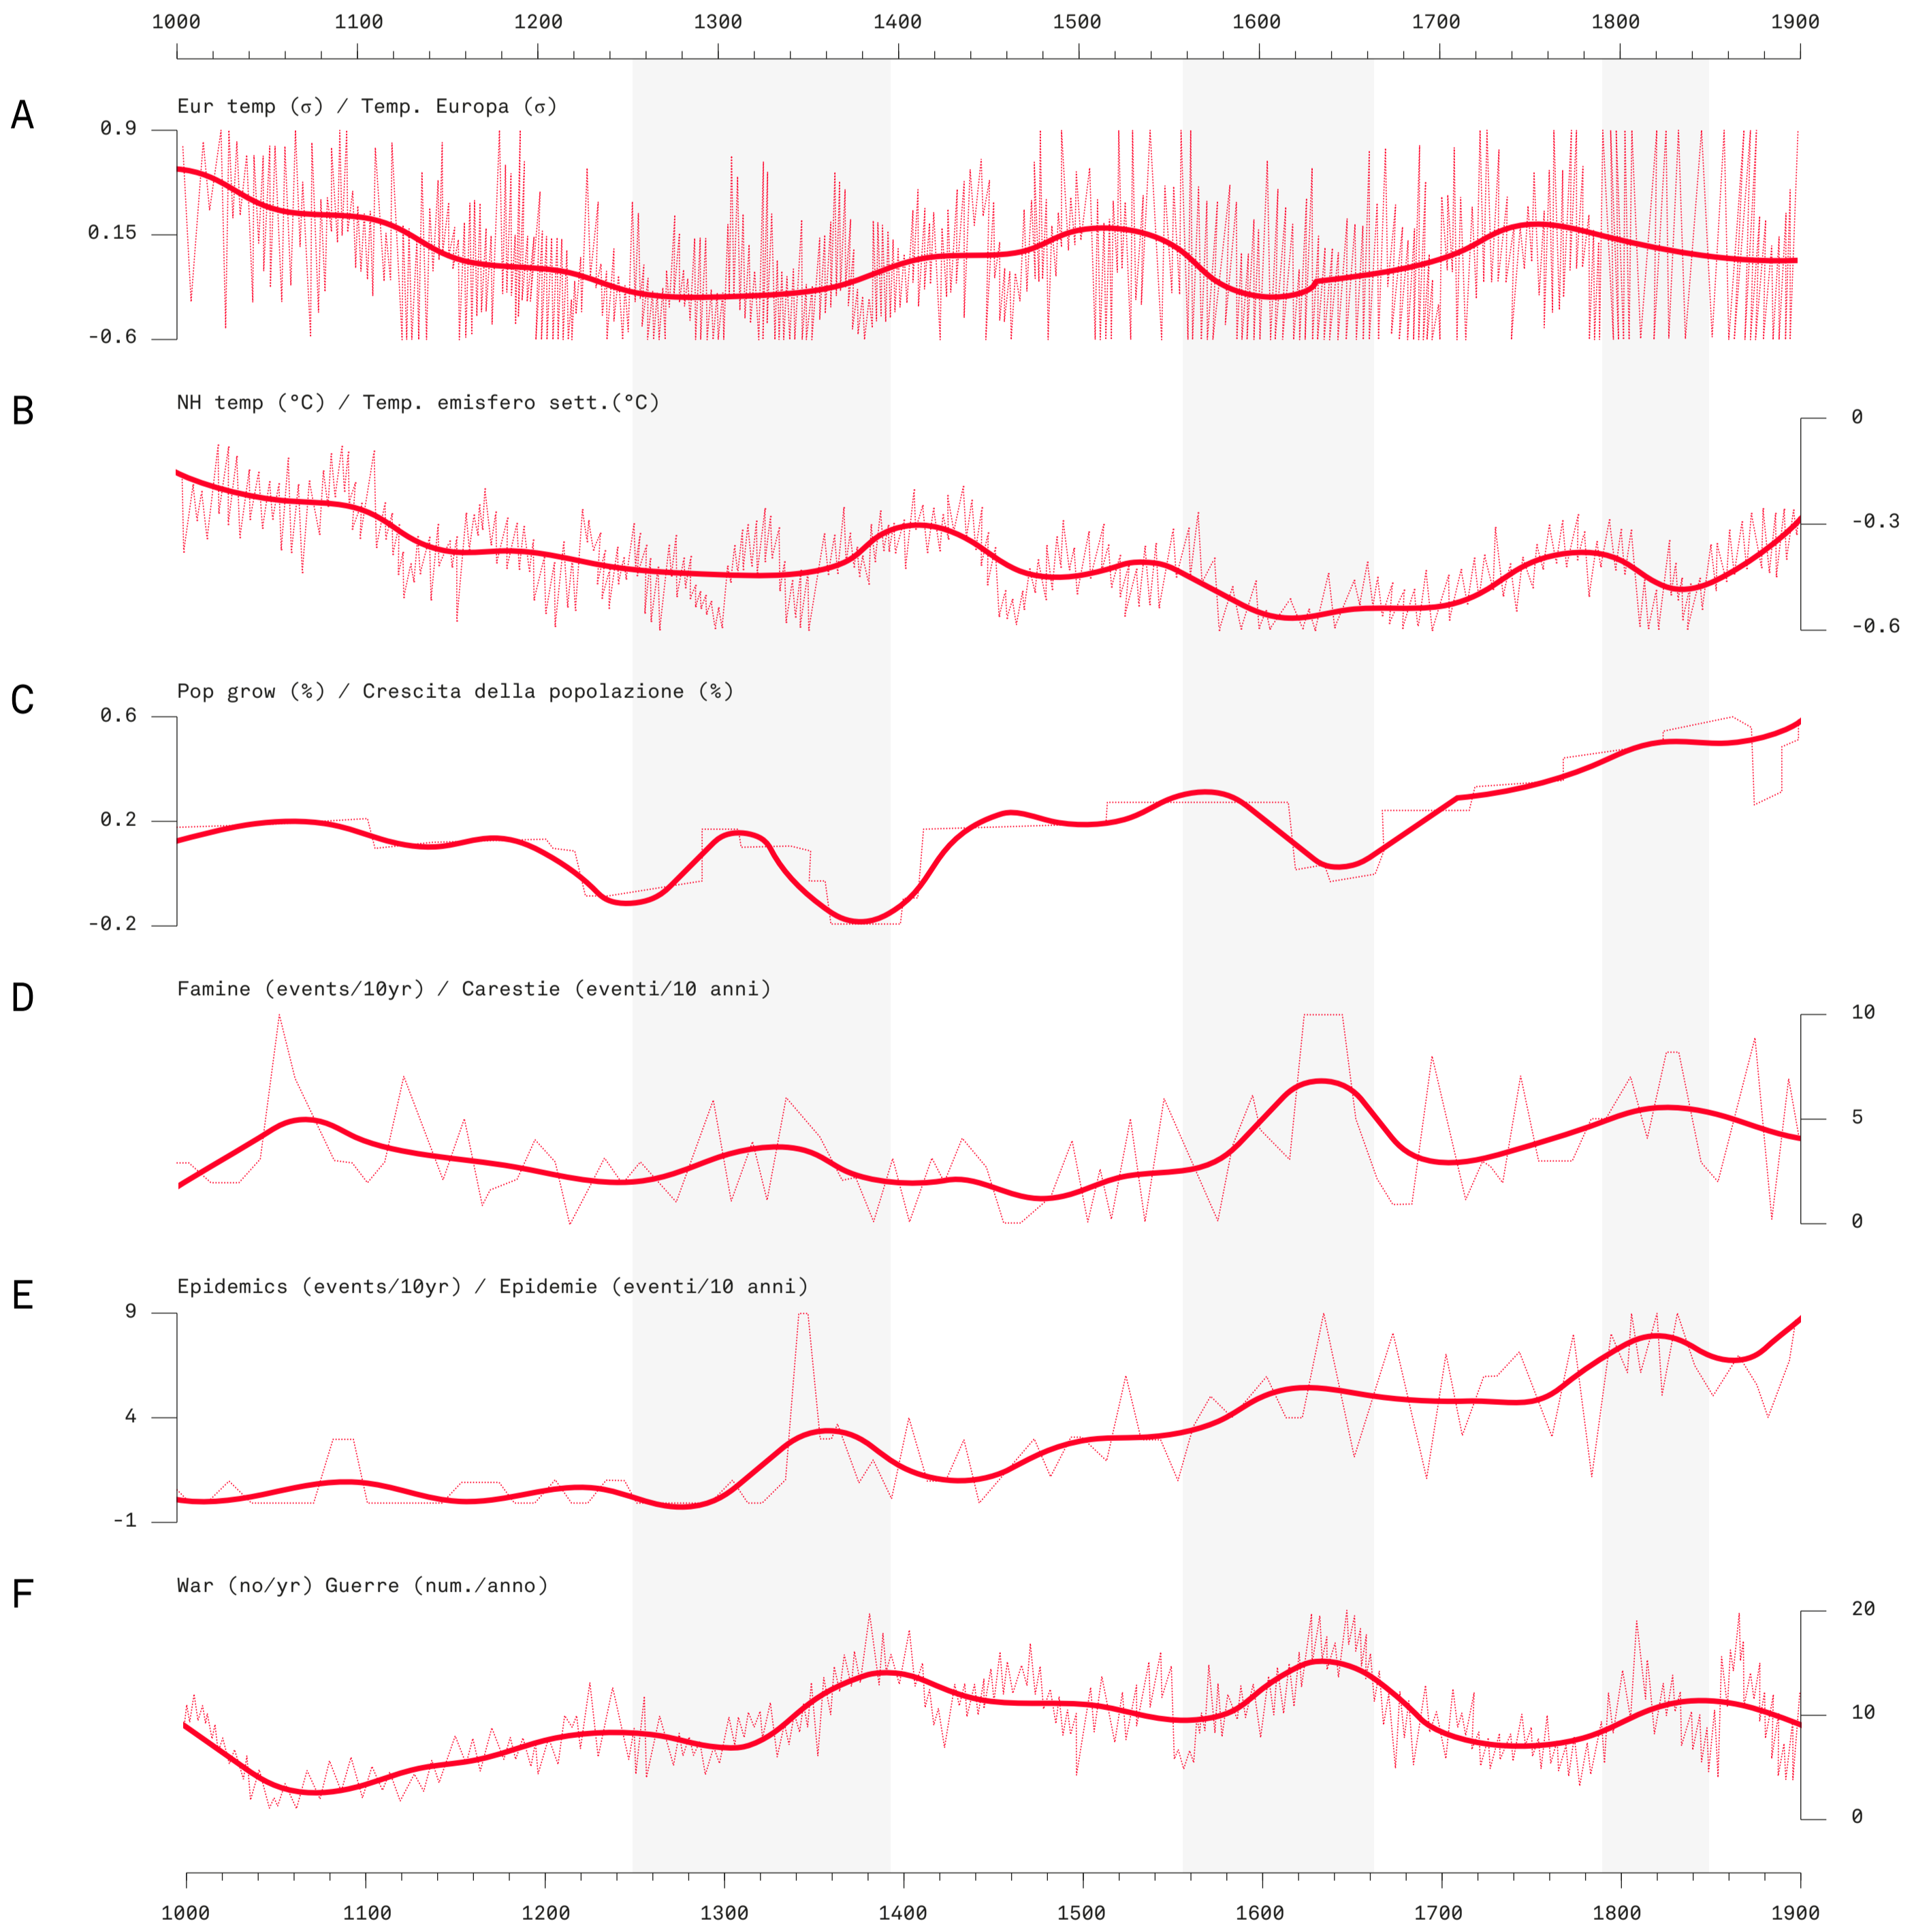 1000 1100 1200 1300 1400 1500 1600 1700 1800 1900
A
Eur temp (σ) / Temp. Europa (σ)
0.9
0.15
-0.6
B
NH temp (°C) / Temp. emisfero sett.(°C)
0
-0.3
-0.6
C
Pop grow (%) / Crescita della popolazione (%)
0.6
0.2
-0.2
D
Famine (events/10yr) / Carestie (eventi/10 anni)
10
5
0
E
Epidemics (events/10yr) / Epidemie (eventi/10 anni)
9
4
-1
F
War (no/yr) Guerre (num./anno)
20
10
0
1000 1100 1200 1300 1400 1500 1600 1700 1800 1900